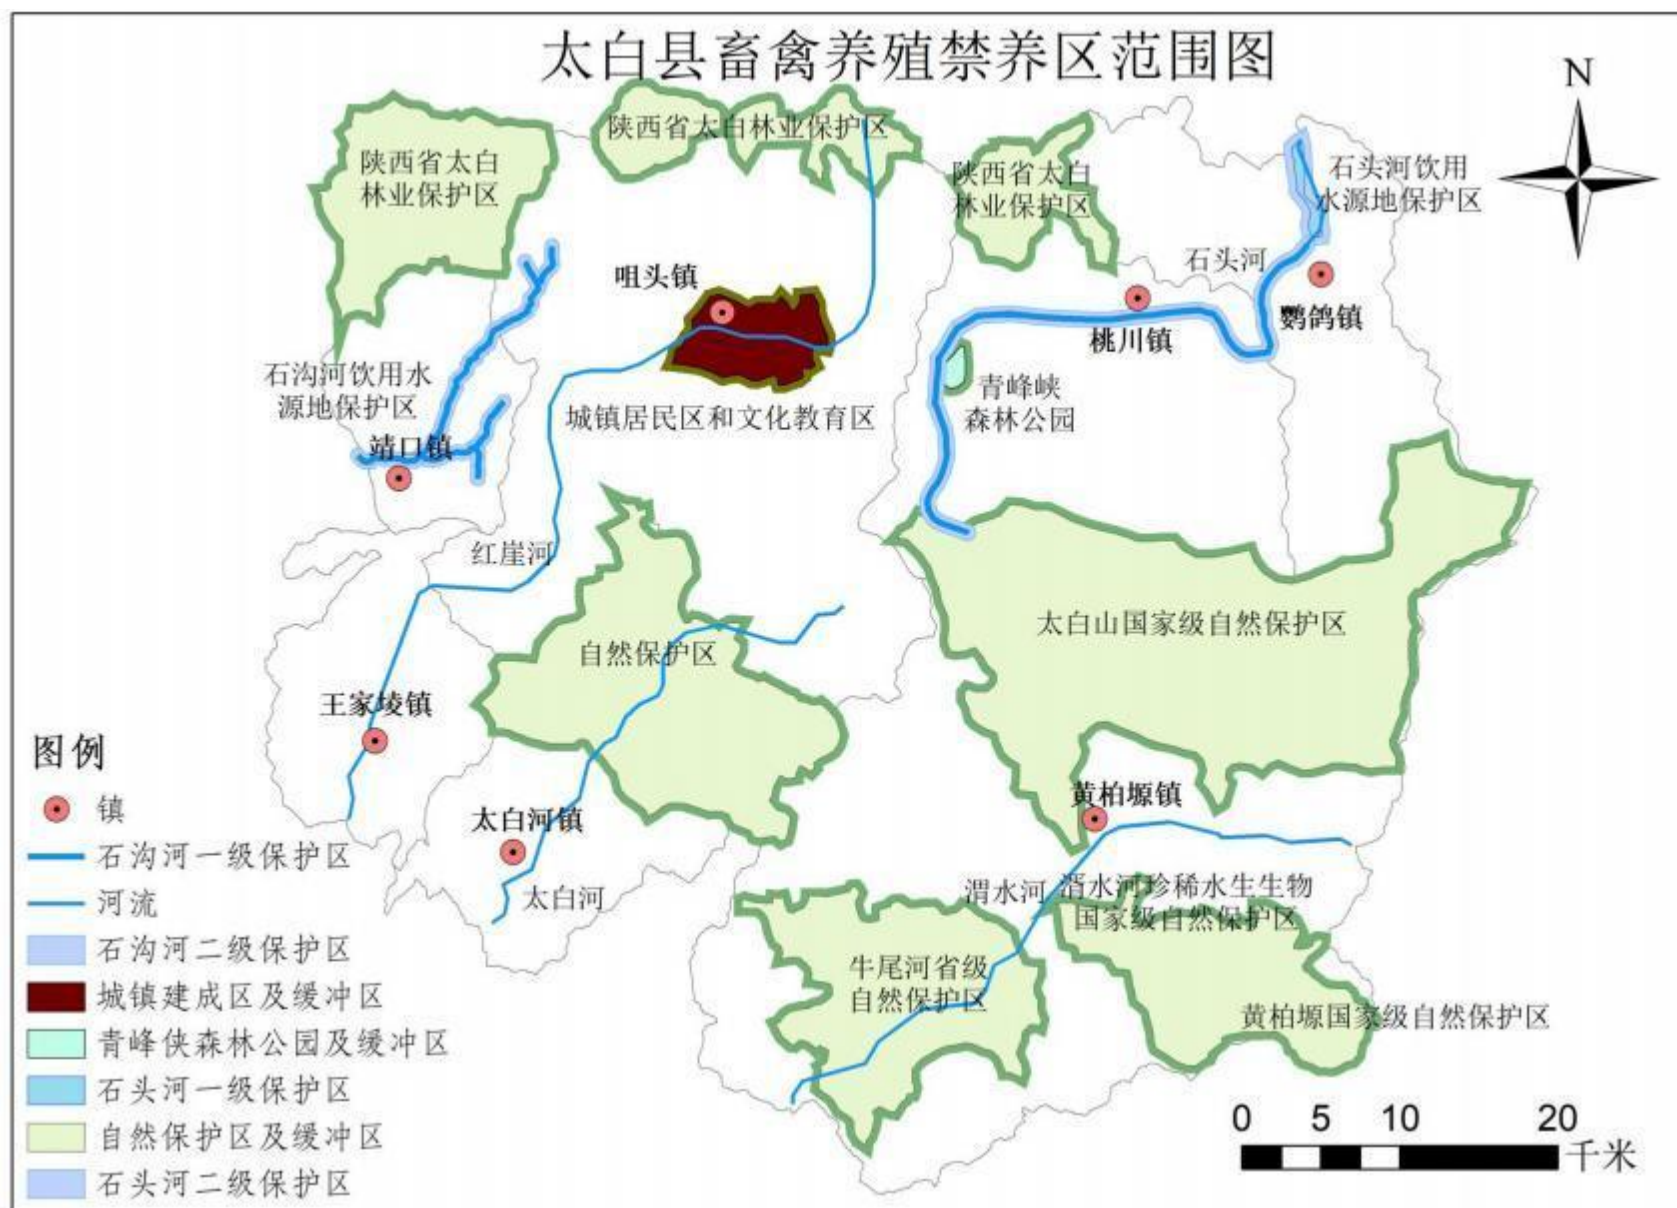 太白县畜禽养殖禁养区范围图
N
陕西省太白林业保护区
陕西省太白
林业保护区
陕西省太白
林业保护区
石头河饮用
水源地保护区
石头河
咀头镇
鹦鸽镇
桃川镇
石沟河饮用水
源地保护区
青峰峡
森林公园
城镇居民区和文化教育区
靖口镇
红崖河
太白山国家级自然保护区
自然保护区
王家堎镇
黄柏塬镇
太白河镇
太白河
渭水河
湑水河珍稀水生生物
国家级自然保护区
牛尾河省级
自然保护区
黄柏塬国家级自然保护区
图例
镇
石沟河一级保护区
河流
石沟河二级保护区
城镇建成区及缓冲区
青峰侠森林公园及缓冲区
石头河一级保护区
自然保护区及缓冲区
石头河二级保护区
0 5 10 20
千米